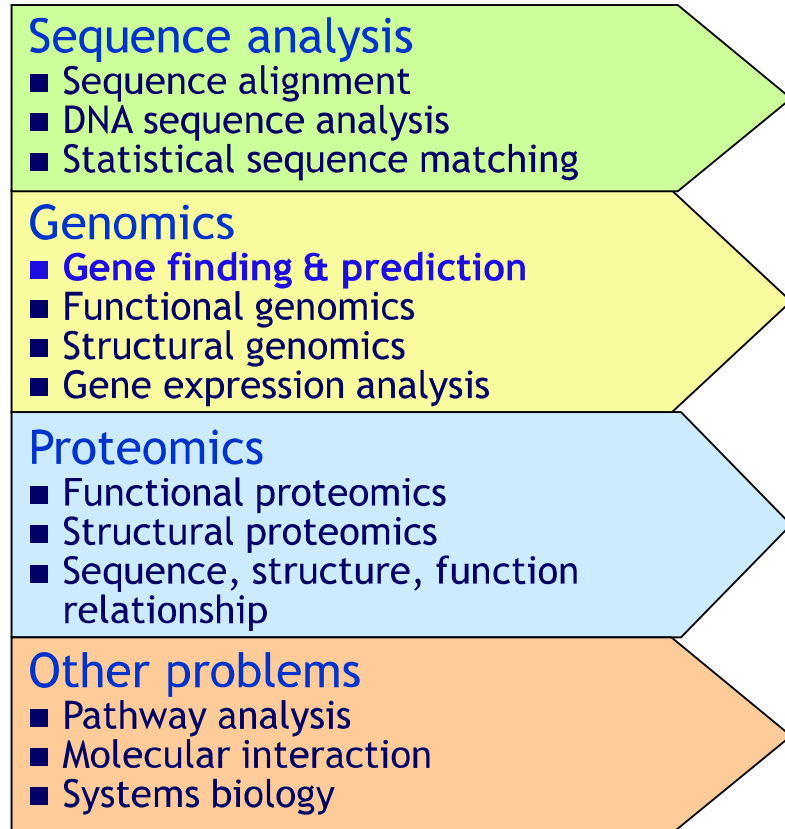 Sequence analysis
■ Sequence alignment
■ DNA sequence analysis
■ Statistical sequence matching
Genomics
■ Gene finding & prediction
■ Functional genomics
■ Structural genomics
■ Gene expression analysis
Proteomics
■ Functional proteomics
■ Structural proteomics
■ Sequence, structure, function
relationship
Other problems
■ Pathway analysis
■ Molecular interaction
■ Systems biology